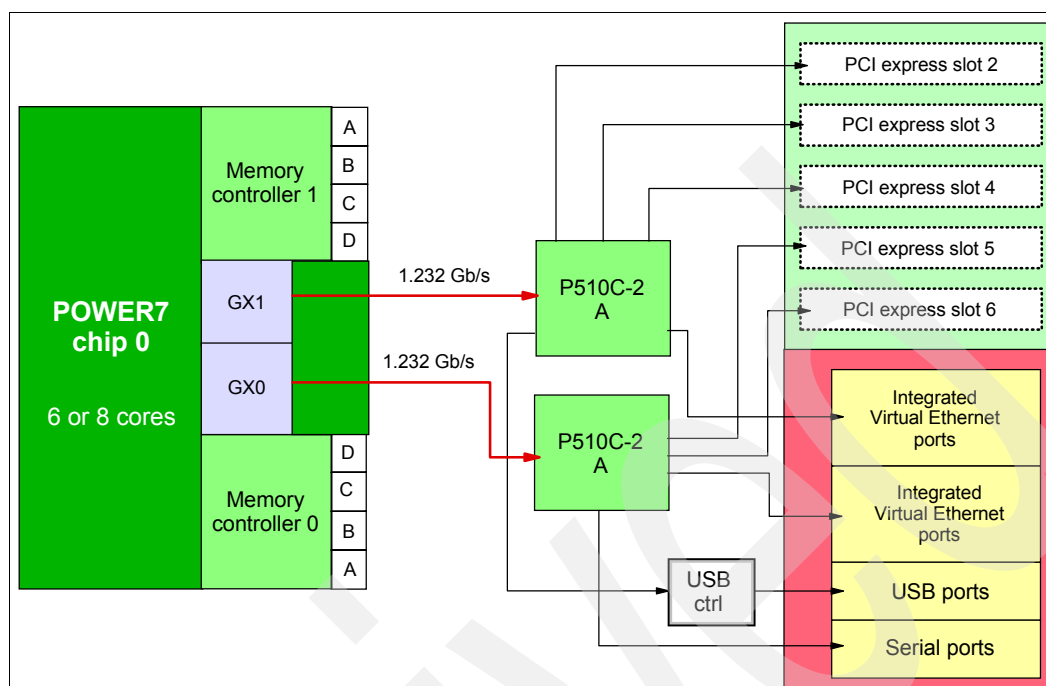 PCI express slot 2
PCI express slot 3
PCI express slot 4
PCI express slot 5
PCI express slot 6
A
B
C
D
Memory
controller 1
1.232 Gb/s
GX1
POWER7
chip 0
6 or 8 cores
P510C-2
A
1.232 Gb/s
GX0
P510C-2
A
Integrated
Virtual Ethernet
ports
Integrated
Virtual Ethernet
ports
D
C
B
A
Memory
controller 0
USB
ctrl
USB ports
Serial ports